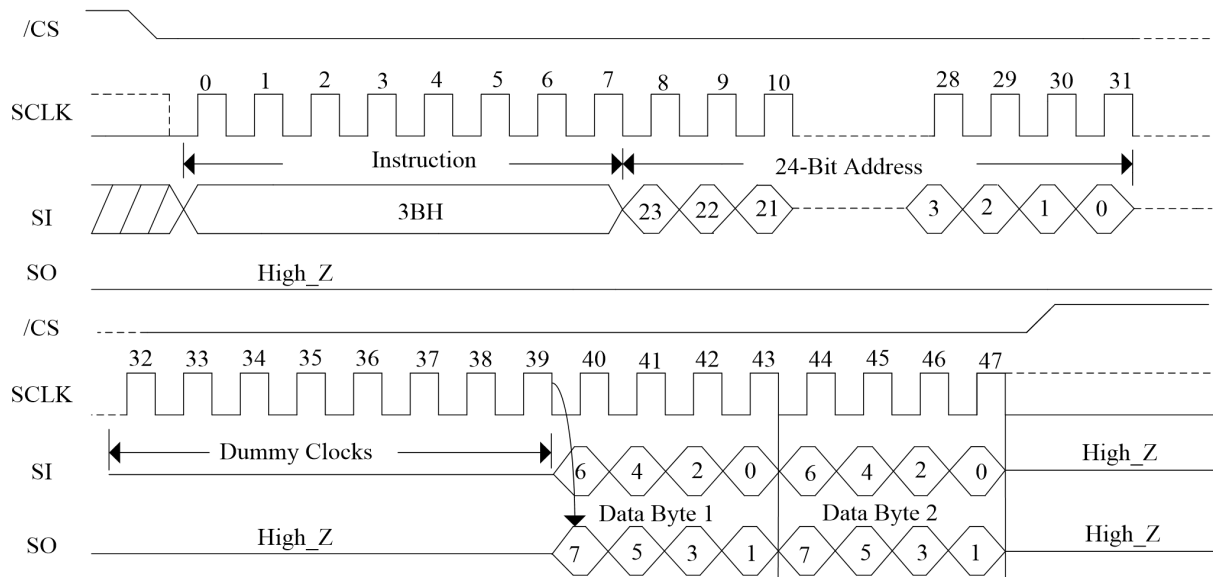 /CS
0 1 2 3 4 5 6 7 8 9 10 28 29 30 31
SCLK
Instruction 24-Bit Address
SI 3BH 23 22 21 3 2 1 0
SO High_Z
/CS
32 33 34 35 36 37 38 39 40 41 42 43 44 45 46 47
SCLK
Dummy Clocks
SI 6 4 2 0 6 4 2 0 High_Z
Data Byte 1 Data Byte 2
SO High_Z 7 5 3 1 7 5 3 1 High_Z